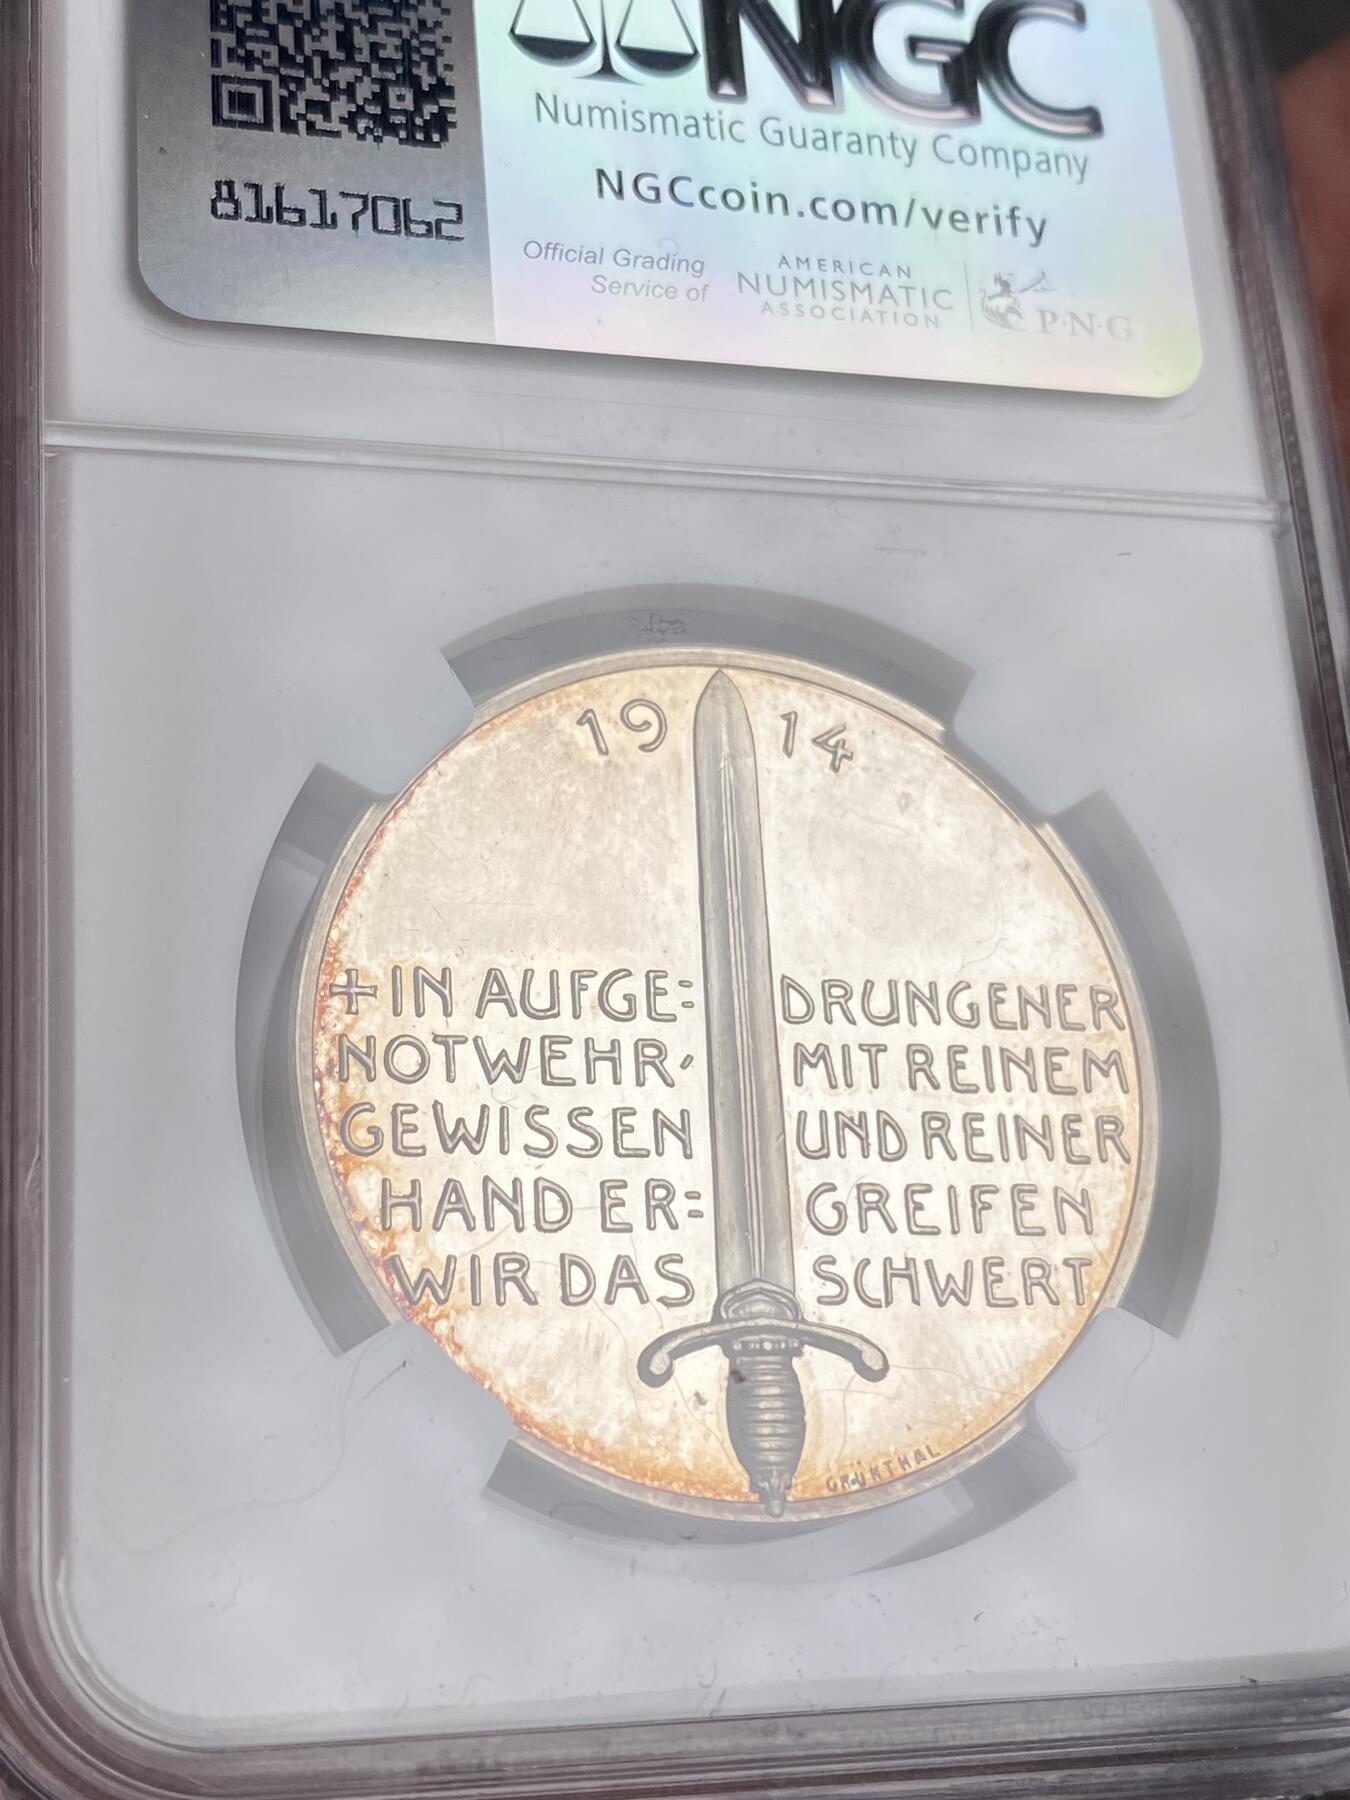 NGC
Numismatic Guaranty Company
NGCcoin.com/verify
81617062
Official Grading
Service of
AMERICAN
NUMISMATIC
ASSOCIATION
P·N·G
19 14
+IN AUFGE= DRUNGENER
NOTWEHR, MIT REINEM
GEWISSEN UND REINER
HAND ER= GREIFEN
WIR DAS SCHWERT
GRÜNTHAL